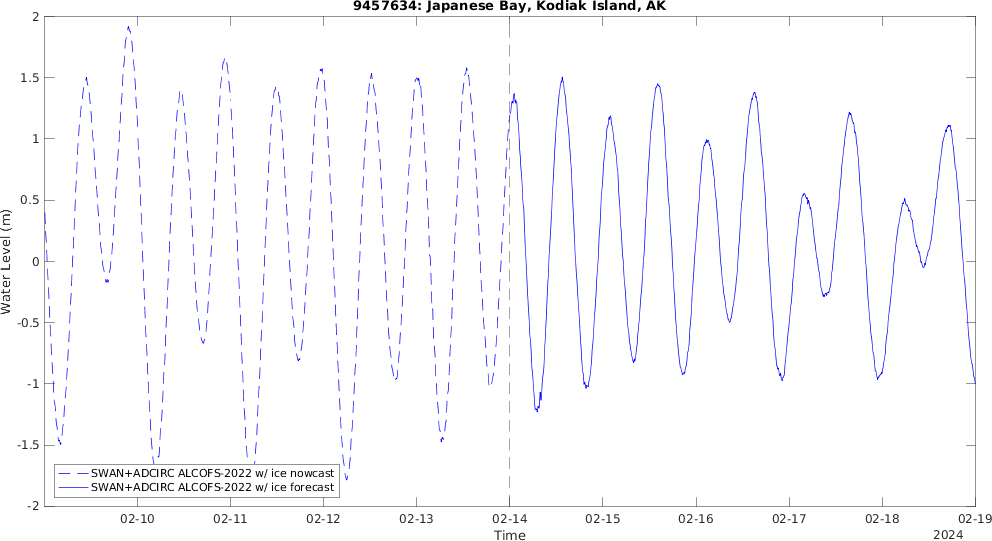 9457634: Japanese Bay, Kodiak Island, AK
2
1.5
1
0.5
0
-0.5
-1
-1.5
-2
Water Level (m)
SWAN+ADCIRC ALCOFS-2022 w/ ice nowcast
SWAN+ADCIRC ALCOFS-2022 w/ ice forecast
02-10 02-11 02-12 02-13 02-14 02-15 02-16 02-17 02-18 02-19
Time
2024